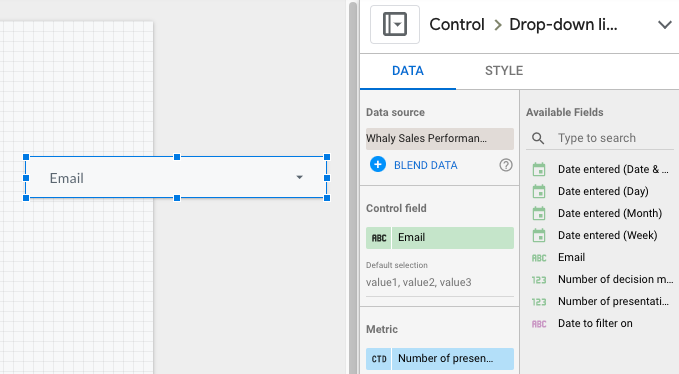 Control > Drop-down li...
DATA STYLE
Email
Data source
Whaly Sales Performan...
BLEND DATA
Control field
ABC Email
Default selection
value1, value2, value3
Metric
CTD Number of presen...
Available Fields
Type to search
Date entered (Date & ...
Date entered (Day)
Date entered (Month)
Date entered (Week)
ABC Email
123 Number of decision m...
123 Number of presentati...
ABC Date to filter on